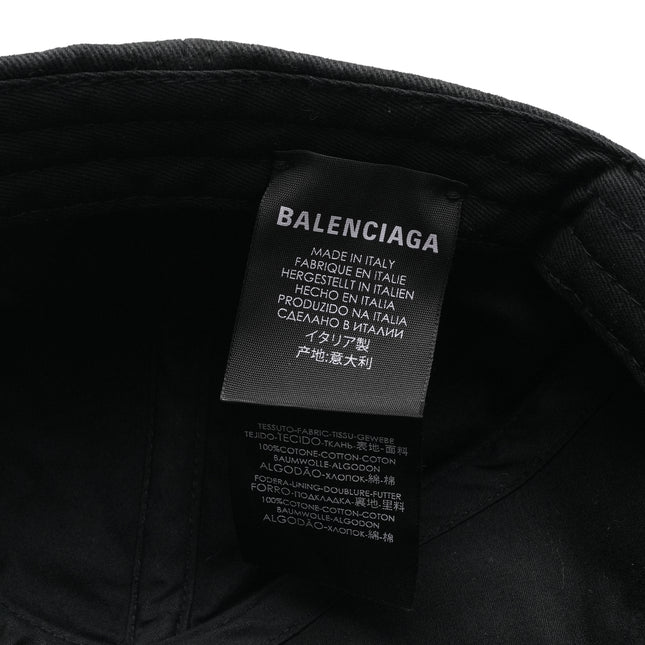 BALENCIAGA
MADE IN ITALY
FABRIQUE EN ITALIE
HERGESTELLT IN ITALIEN
HECHO EN ITALIA
PRODUZIDO NA ITALIA
СДЕЛАНО В ИТАЛИИ
イタリア製
产地:意大利
TESSUTO-FABRIC-TISSU-GEWEBE
TEJIDO-TECIDO-ТКАНЬ-表地-面料
100%COTONE-COTTON-COTON
BAUMWOLLE-ALGODON
ALGODÃO-ХЛОПОК-綿-棉
FODERA-LINING-DOUBLURE-FUTTER
FORRO-ПОДКЛАДКА-裏地-里料
100%COTONE-COTTON-COTON
BAUMWOLLE-ALGODON
ALGODÃO-ХЛОПОК-綿-棉